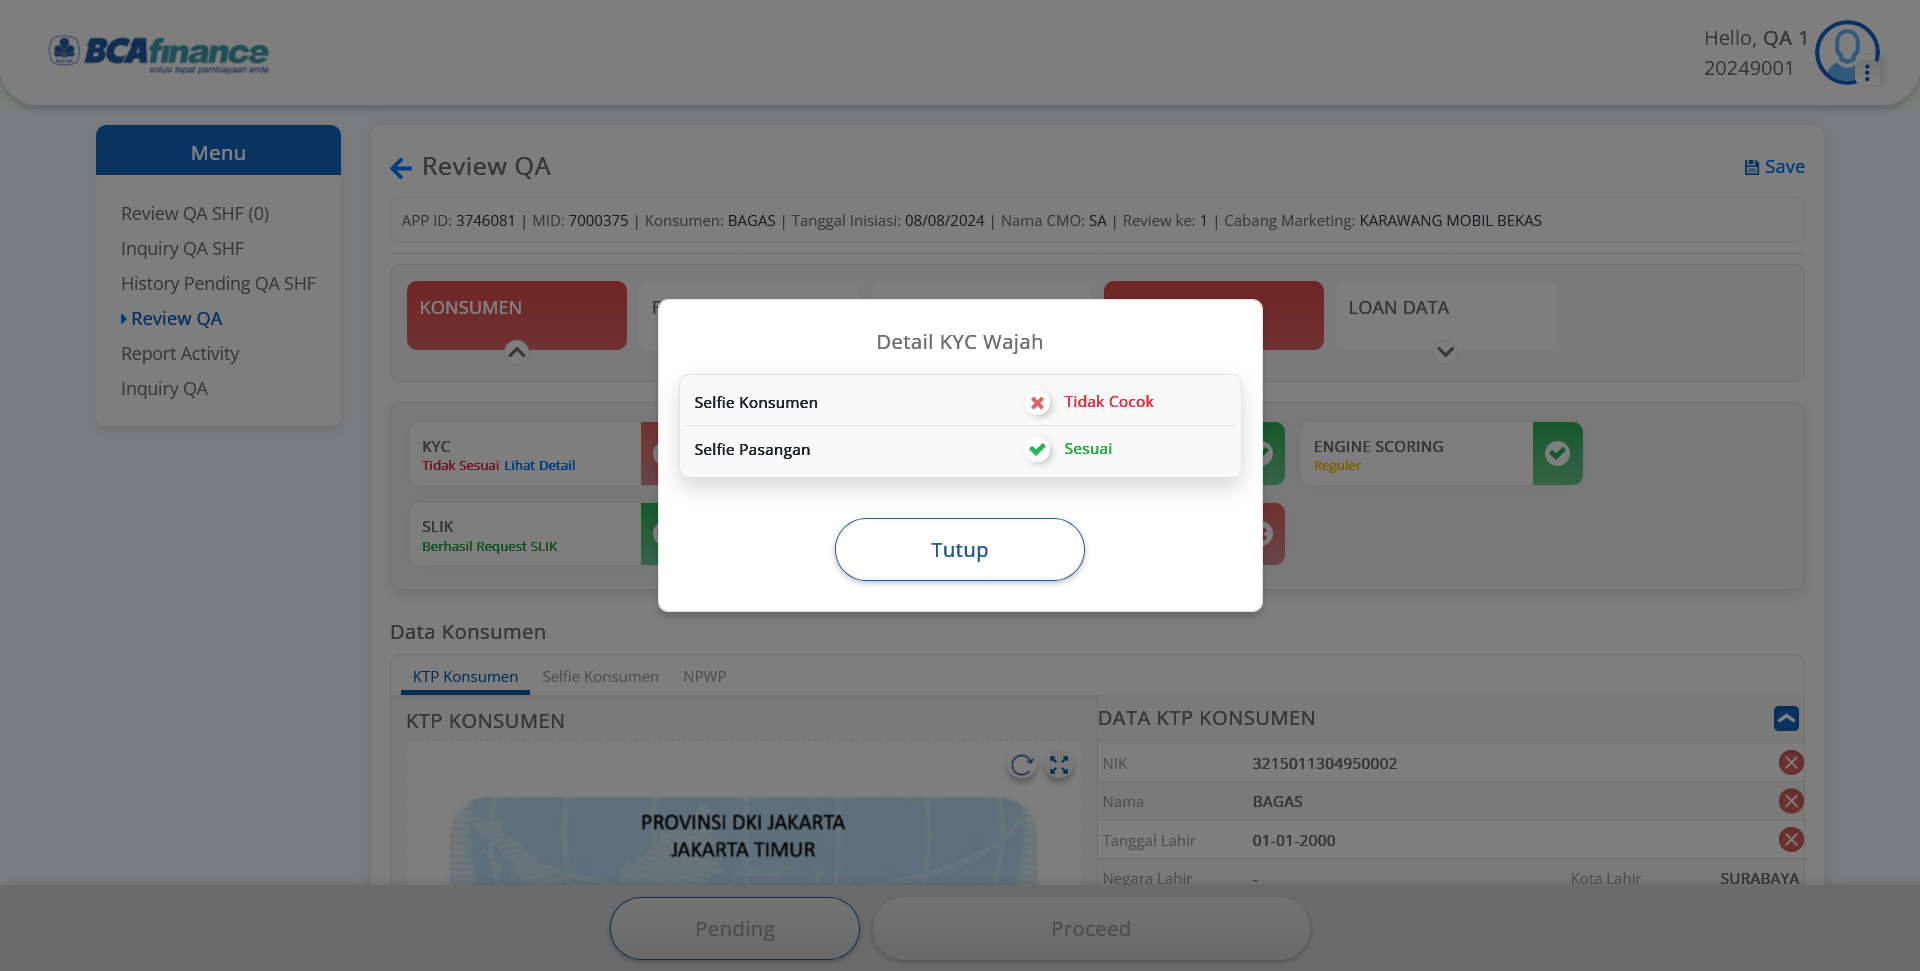 BCAfinance
solusi tepat pembiayaan anda
Hello, QA 1
20249001
Menu
Review QA SHF (0)
Inquiry QA SHF
History Pending QA SHF
Review QA
Report Activity
Inquiry QA
Review QA
Save
APP ID: 3746081 | MID: 7000375 | Konsumen: BAGAS | Tanggal Inisiasi: 08/08/2024 | Nama CMO: SA | Review ke: 1 | Cabang Marketing: KARAWANG MOBIL BEKAS
KONSUMEN
LOAN DATA
Detail KYC Wajah
Selfie Konsumen Tidak Cocok
Selfie Pasangan Sesuai
Tutup
KYC
Tidak Sesuai Lihat Detail
ENGINE SCORING
Reguler
SLIK
Berhasil Request SLIK
Data Konsumen
KTP Konsumen Selfie Konsumen NPWP
KTP KONSUMEN
PROVINSI DKI JAKARTA
JAKARTA TIMUR
DATA KTP KONSUMEN
NIK 3215011304950002
Nama BAGAS
Tanggal Lahir 01-01-2000
Negara Lahir - Kota Lahir SURABAYA
Pending Proceed